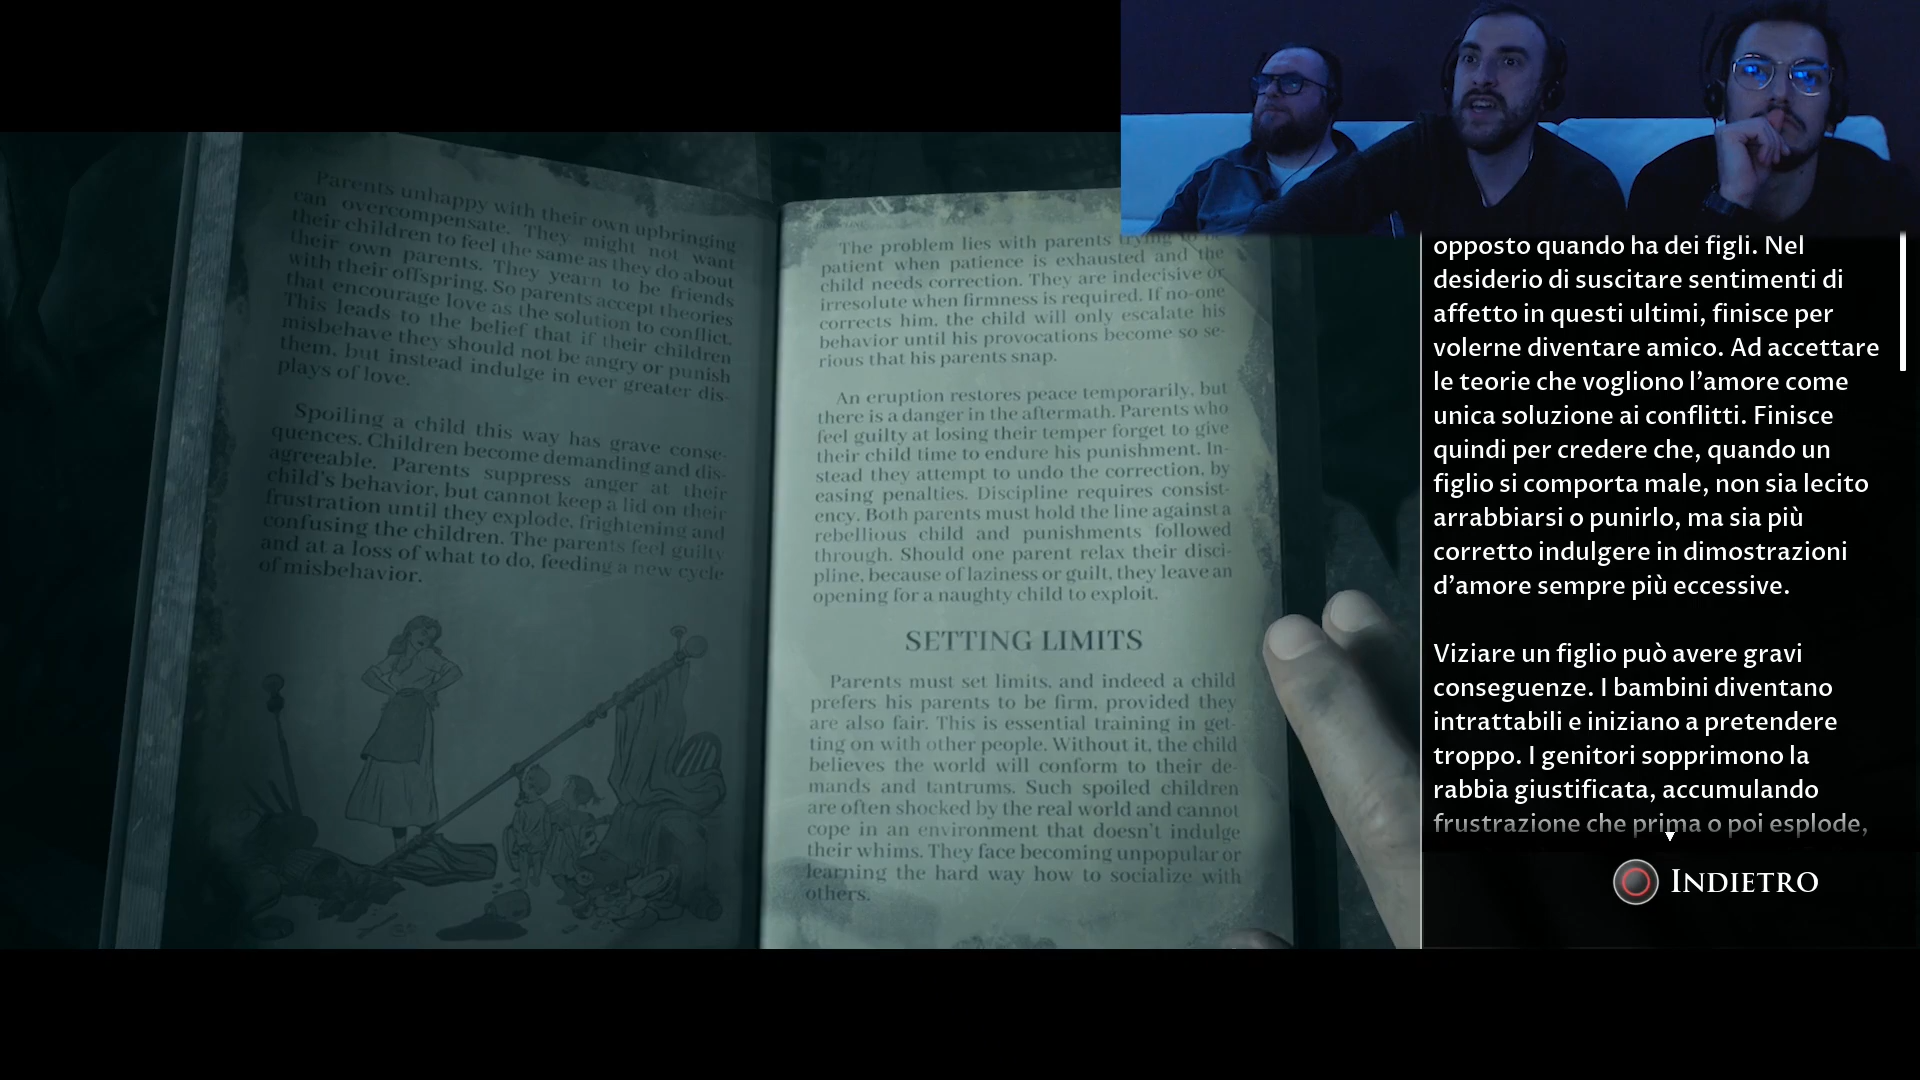 Parents unhappy with their own upbringing
can overcompensate. They might not want
their children to feel the same as they do about
their own parents. They yearn to be friends
with their offspring. So parents accept theories
that encourage love as the solution to conflict.
This leads to the belief that if their children
misbehave they should not be angry or punish
them, but instead indulge in ever greater dis-
plays of love.
Spoiling a child this way has grave conse-
quences. Children become demanding and dis-
agreeable. Parents suppress anger at their
child's behavior, but cannot keep a lid on their
frustration until they explode, frightening and
confusing the children. The parents feel guilty
and at a loss of what to do, feeding a new cycle
of misbehavior.
The problem lies with parents trying to be
patient when patience is exhausted and the
child needs correction. They are indecisive or
irresolute when firmness is required. If no-one
corrects him, the child will only escalate his
behavior until his provocations become so se-
rious that his parents snap.
An eruption restores peace temporarily, but
there is a danger in the aftermath. Parents who
feel guilty at losing their temper forget to give
their child time to endure his punishment. In-
stead they attempt to undo the correction, by
easing penalties. Discipline requires consist-
ency. Both parents must hold the line against a
rebellious child and punishments followed
through. Should one parent relax their disci-
pline, because of laziness or guilt, they leave an
opening for a naughty child to exploit.
SETTING LIMITS
Parents must set limits, and indeed a child
prefers his parents to be firm, provided they
are also fair. This is essential training in get-
ting on with other people. Without it, the child
believes the world will conform to their de-
mands and tantrums. Such spoiled children
are often shocked by the real world and cannot
cope in an environment that doesn't indulge
their whims. They face becoming unpopular or
learning the hard way how to socialize with
others.
opposto quando ha dei figli. Nel
desiderio di suscitare sentimenti di
affetto in questi ultimi, finisce per
volerne diventare amico. Ad accettare
le teorie che vogliono l'amore come
unica soluzione ai conflitti. Finisce
quindi per credere che, quando un
figlio si comporta male, non sia lecito
arrabbiarsi o punirlo, ma sia più
corretto indulgere in dimostrazioni
d'amore sempre più eccessive.
Viziare un figlio può avere gravi
conseguenze. I bambini diventano
intrattabili e iniziano a pretendere
troppo. I genitori sopprimono la
rabbia giustificata, accumulando
frustrazione che prima o poi esplode,
INDIETRO